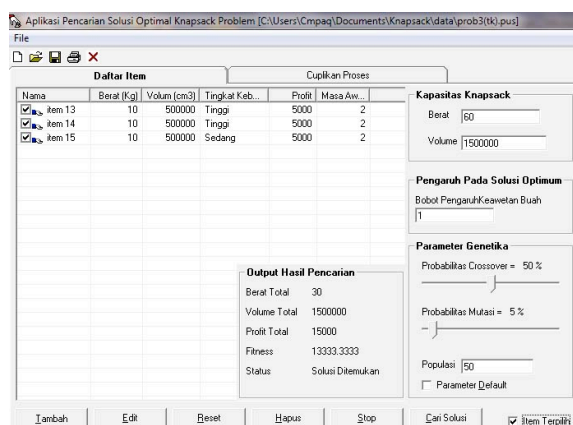 Aplikasi Pencarian Solusi Optimal Knapsack Problem [C:\Users\Cmpaq\Documents\Knapsack\data\prob3(tk).pus]
File
Daftar Item
Cuplikan Proses
Nama Berat (Kg) Volum (cm3) Tingkat Keb... Profit Masa Aw...
item 13 10 500000 Tinggi 5000 2
item 14 10 500000 Tinggi 5000 2
item 15 10 500000 Sedang 5000 2
Kapasitas Knapsack
Berat 60
Volume 1500000
Pengaruh Pada Solusi Optimum
Bobot PengaruhKeawetan Buah
1
Parameter Genetika
Probabilitas Crossover = 50 %
Probabilitas Mutasi = 5 %
Populasi 50
Parameter Default
Output Hasil Pencarian
Berat Total 30
Volume Total 1500000
Profit Total 15000
Fitness 13333.3333
Status Solusi Ditemukan
Tambah Edit Reset Hapus Stop Cari Solusi Item Terpilih